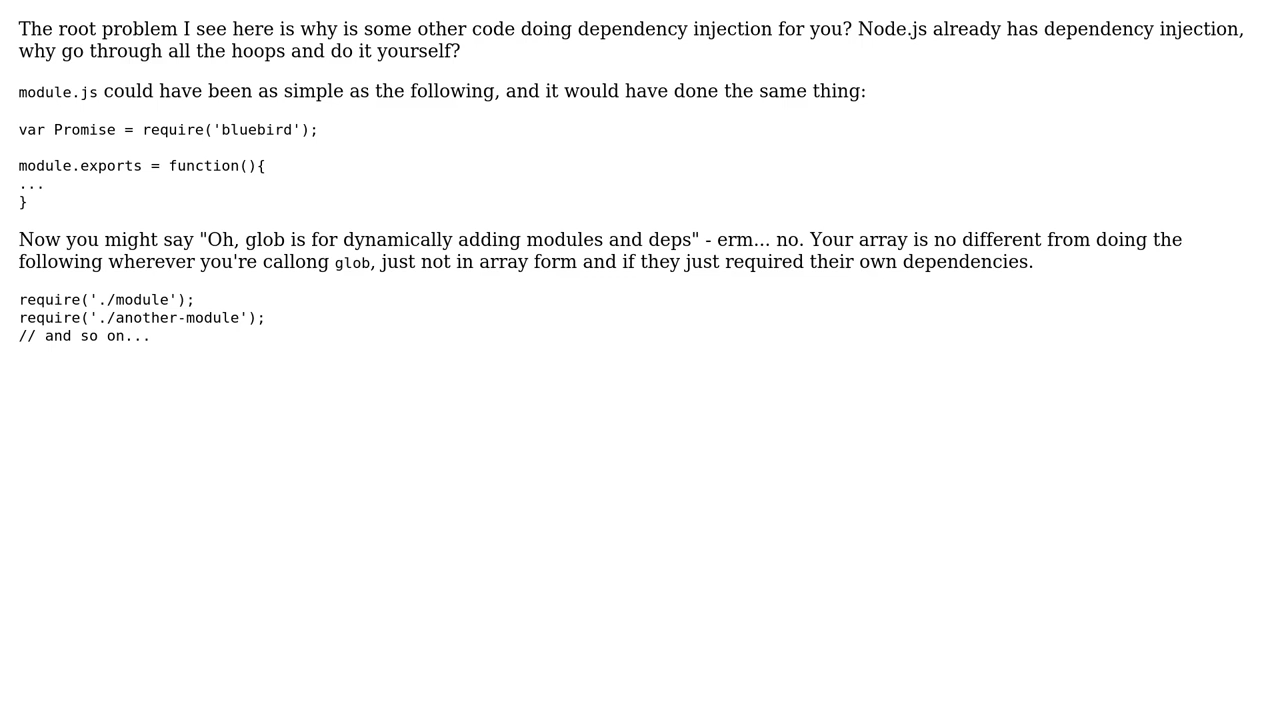 The root problem I see here is why is some other code doing dependency injection for you? Node.js already has dependency injection,
why go through all the hoops and do it yourself?
module.js could have been as simple as the following, and it would have done the same thing:
var Promise = require('bluebird');
module.exports = function(){
...
}
Now you might say "Oh, glob is for dynamically adding modules and deps" - erm... no. Your array is no different from doing the
following wherever you're callong glob, just not in array form and if they just required their own dependencies.
require('./module');
require('./another-module');
// and so on...